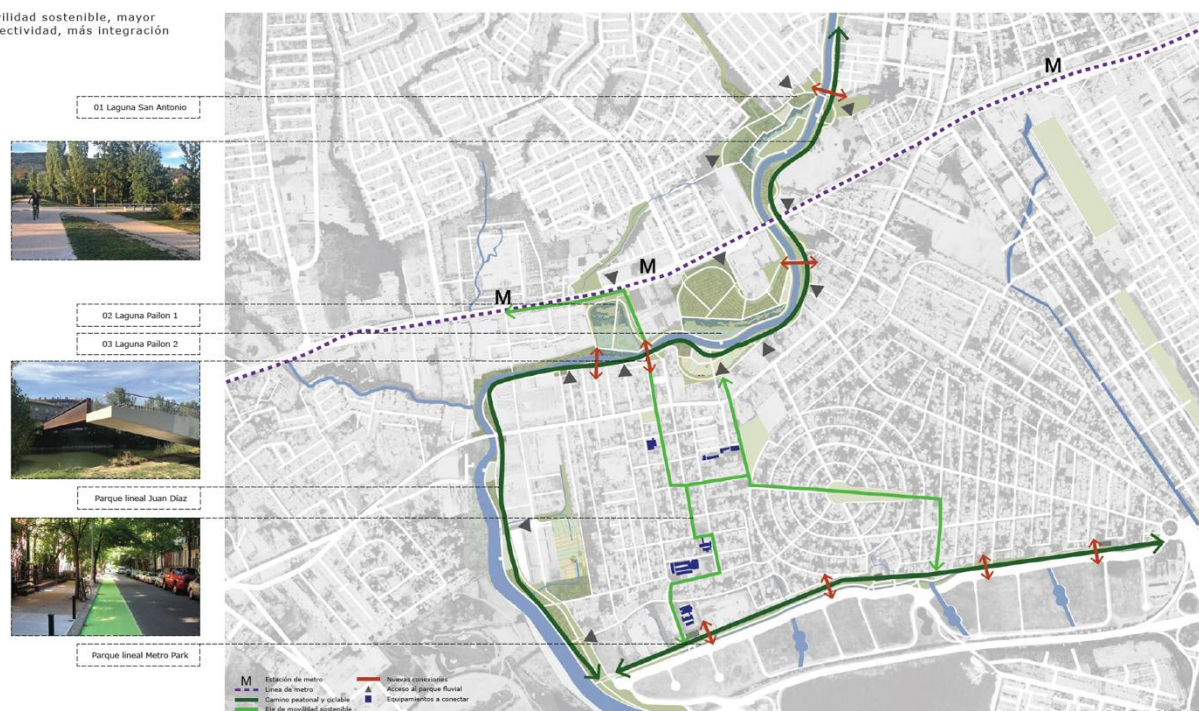 vilidad sostenible, mayor
ectividad, más integración
01 Laguna San Antonio
02 Laguna Pailon 1
03 Laguna Pailon 2
Parque lineal Juan Díaz
Parque lineal Metro Park
M
M
M
M Estación de metro
Linea de metro
Camino peatonal y ciclable
Eje de movilidad sostenible
Nuevas conexiones
Acceso al parque fluvial
Equipamientos a conectar